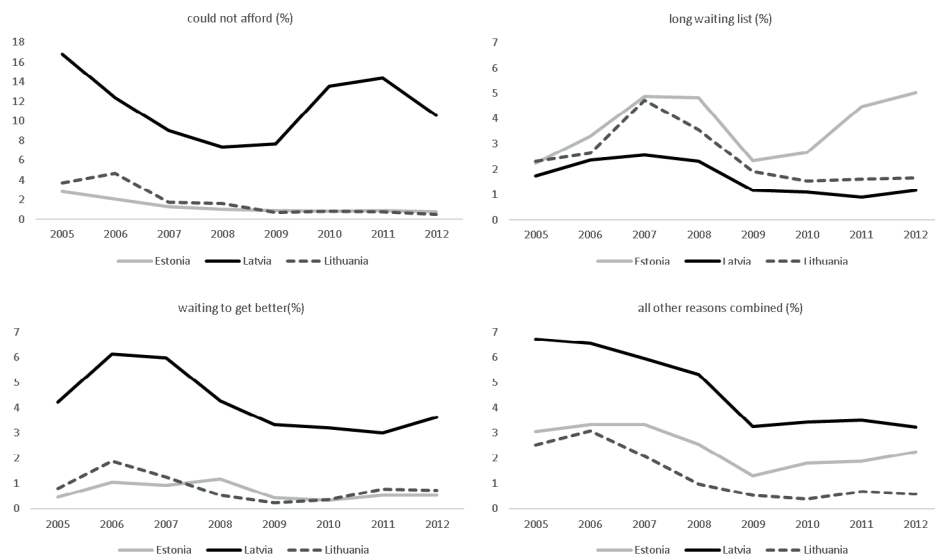 could not afford (%)
18
16
14
12
10
8
6
4
2
0
2005 2006 2007 2008 2009 2010 2011 2012
Estonia Latvia Lithuania
long waiting list (%)
7
6
5
4
3
2
1
0
2005 2006 2007 2008 2009 2010 2011 2012
Estonia Latvia Lithuania
waiting to get better(%)
7
6
5
4
3
2
1
0
2005 2006 2007 2008 2009 2010 2011 2012
Estonia Latvia Lithuania
all other reasons combined (%)
7
6
5
4
3
2
1
0
2005 2006 2007 2008 2009 2010 2011 2012
Estonia Latvia Lithuania